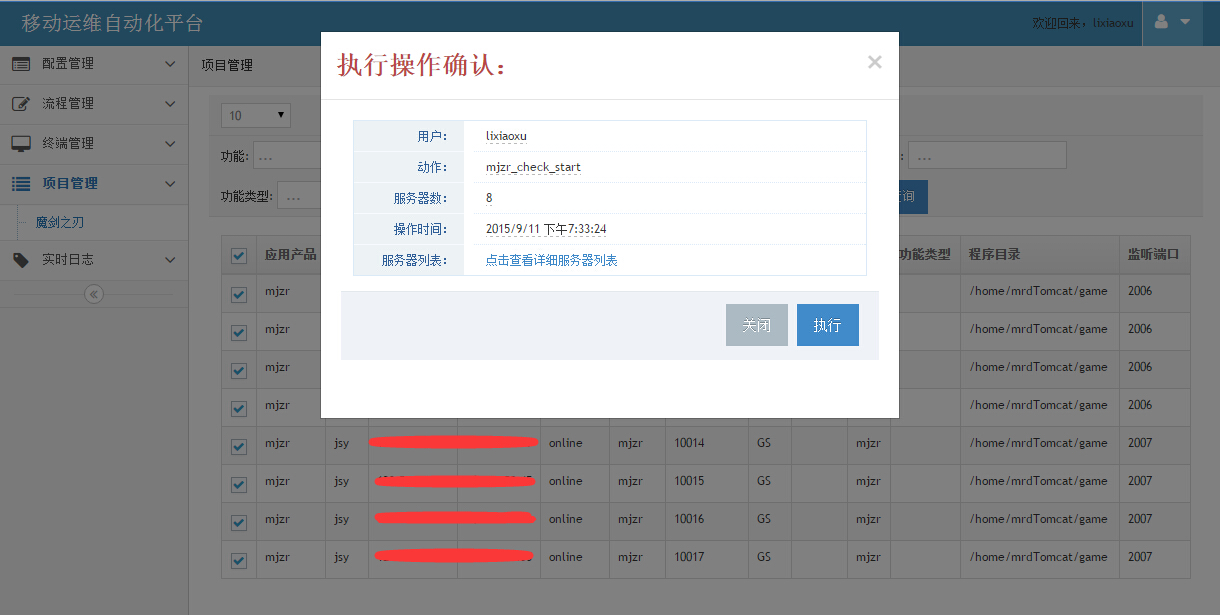 移动运维自动化平台
欢迎回来，lixiaoxu
配置管理
流程管理
终端管理
项目管理
魔剑之刃
实时日志
项目管理
10
功能: ...
...
功能类型: ...
询
执行操作确认：
×
用户： lixiaoxu
动作： mjzr_check_start
服务器数： 8
操作时间： 2015/9/11 下午7:33:24
服务器列表： 点击查看详细服务器列表
关闭 执行
应用产品 功能类型 程序目录 监听端口
mjzr /home/mrdTomcat/game 2006
mjzr /home/mrdTomcat/game 2006
mjzr /home/mrdTomcat/game 2006
mjzr /home/mrdTomcat/game 2006
mjzr jsy online mjzr 10014 GS mjzr /home/mrdTomcat/game 2007
mjzr jsy online mjzr 10015 GS mjzr /home/mrdTomcat/game 2007
mjzr jsy online mjzr 10016 GS mjzr /home/mrdTomcat/game 2007
mjzr jsy online mjzr 10017 GS mjzr /home/mrdTomcat/game 2007